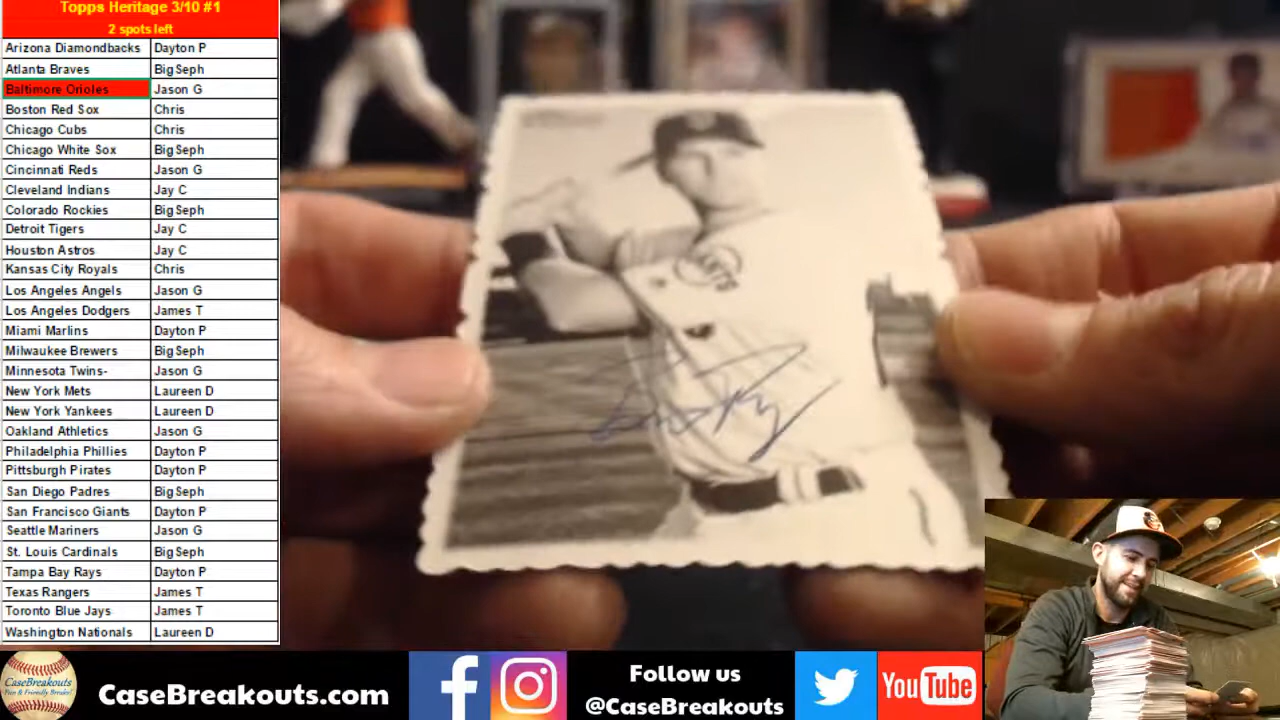 Topps Heritage 3/10 #1
2 spots left
Arizona Diamondbacks Dayton P
Atlanta Braves Big Seph
Baltimore Orioles Jason G
Boston Red Sox Chris
Chicago Cubs Chris
Chicago White Sox Big Seph
Cincinnati Reds Jason G
Cleveland Indians Jay C
Colorado Rockies Big Seph
Detroit Tigers Jay C
Houston Astros Jay C
Kansas City Royals Chris
Los Angeles Angels Jason G
Los Angeles Dodgers James T
Miami Marlins Dayton P
Milwaukee Brewers Big Seph
Minnesota Twins- Jason G
New York Mets Laureen D
New York Yankees Laureen D
Oakland Athletics Jason G
Philadelphia Phillies Dayton P
Pittsburgh Pirates Dayton P
San Diego Padres Big Seph
San Francisco Giants Dayton P
Seattle Mariners Jason G
St. Louis Cardinals Big Seph
Tampa Bay Rays Dayton P
Texas Rangers James T
Toronto Blue Jays James T
Washington Nationals Laureen D
CaseBreakouts
Fun & Friendly Breaks!
CaseBreakouts.com
Follow us
@CaseBreakouts
YouTube